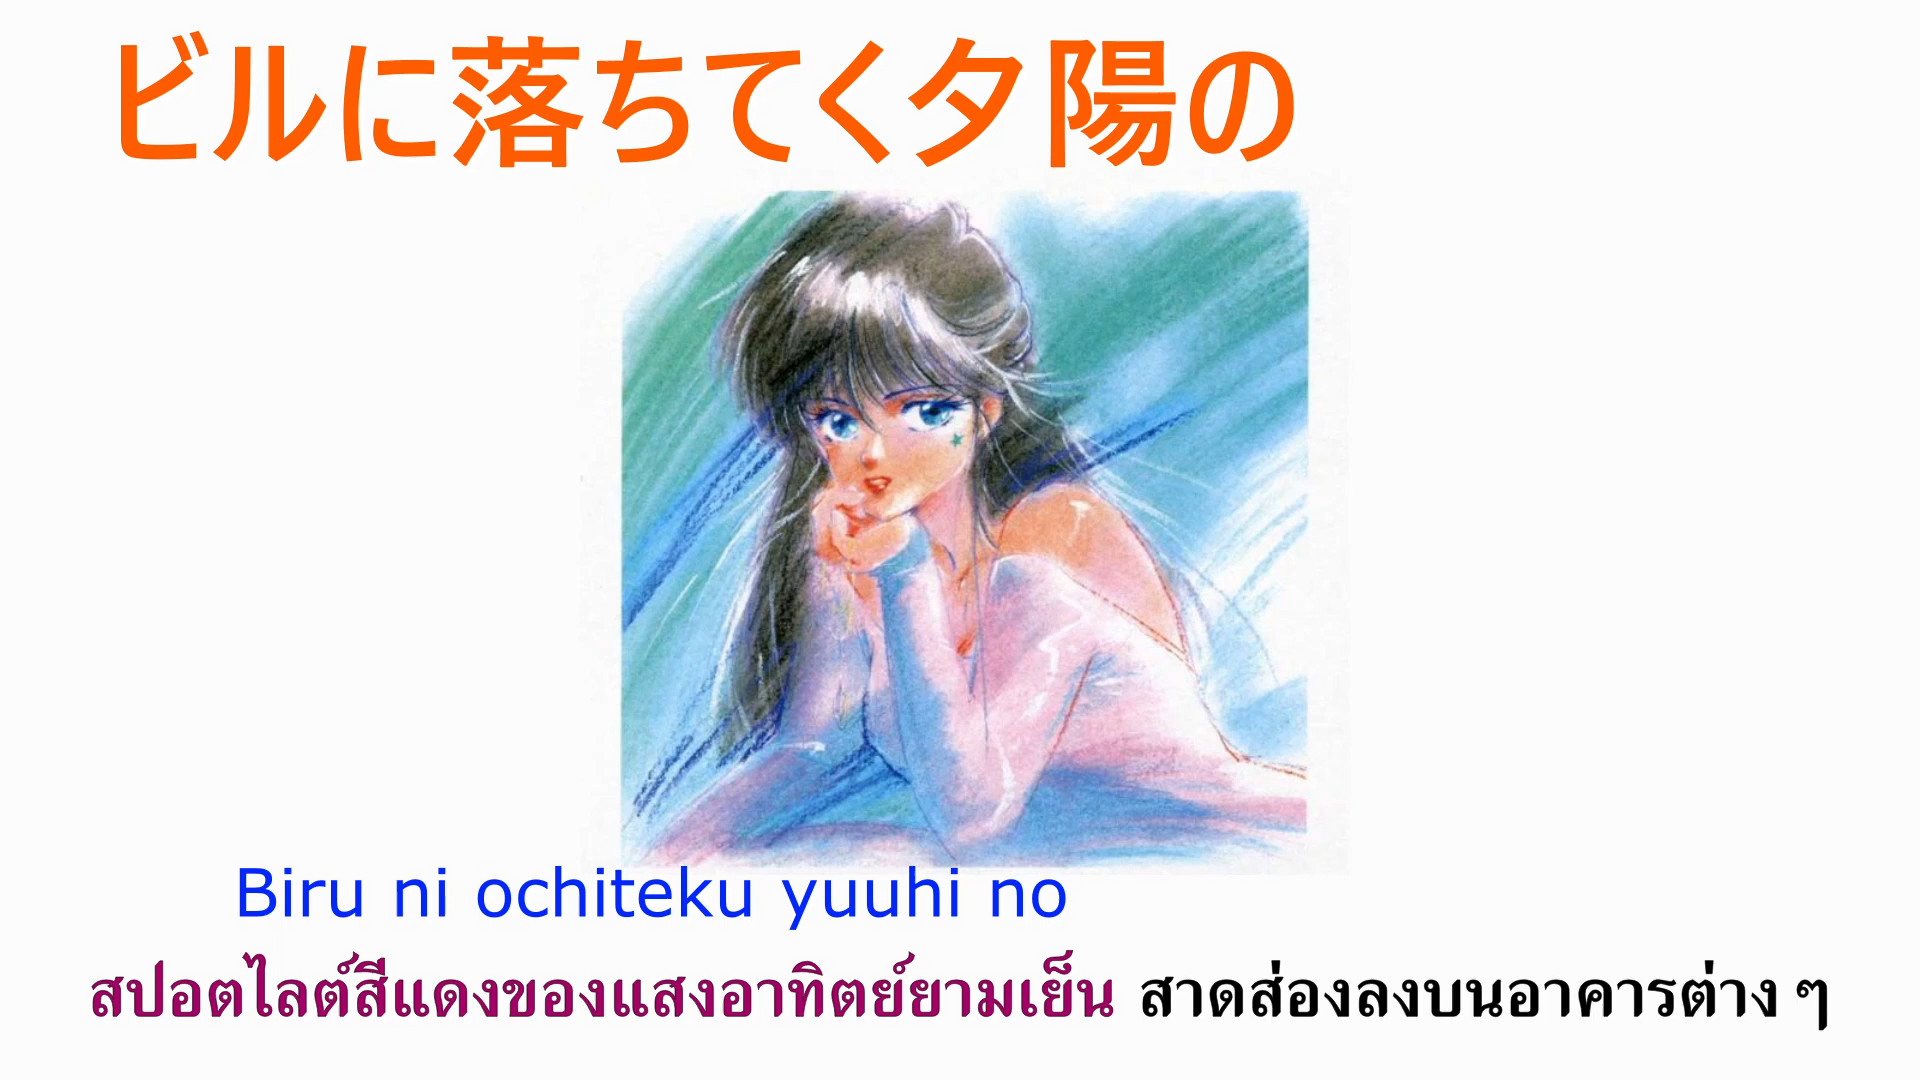 ビルに落ちてく夕陽の
Biru ni ochiteku yuuhi no
สปอตไลต์สีแดงของแสงอาทิตย์ยามเย็น สาดส่องลงบนอาคารต่าง ๆ